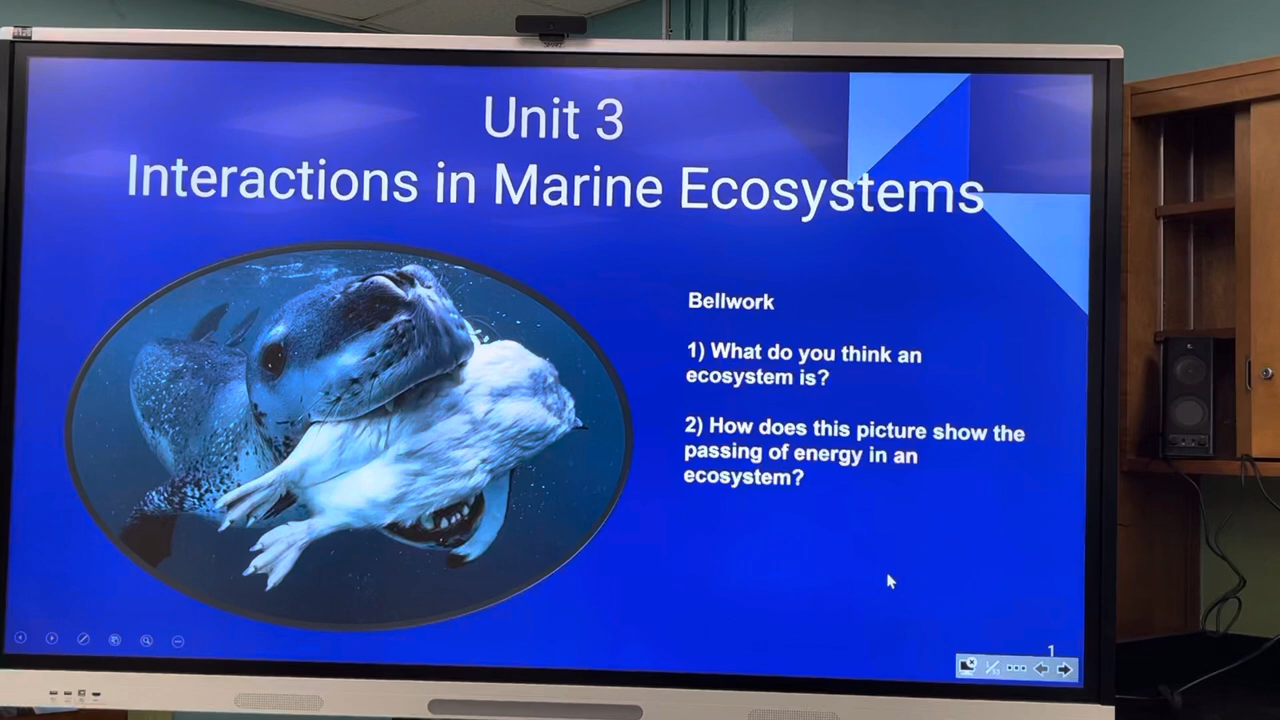 Unit 3
Interactions in Marine Ecosystems
Bellwork
1) What do you think an
ecosystem is?
2) How does this picture show the
passing of energy in an
ecosystem?
1